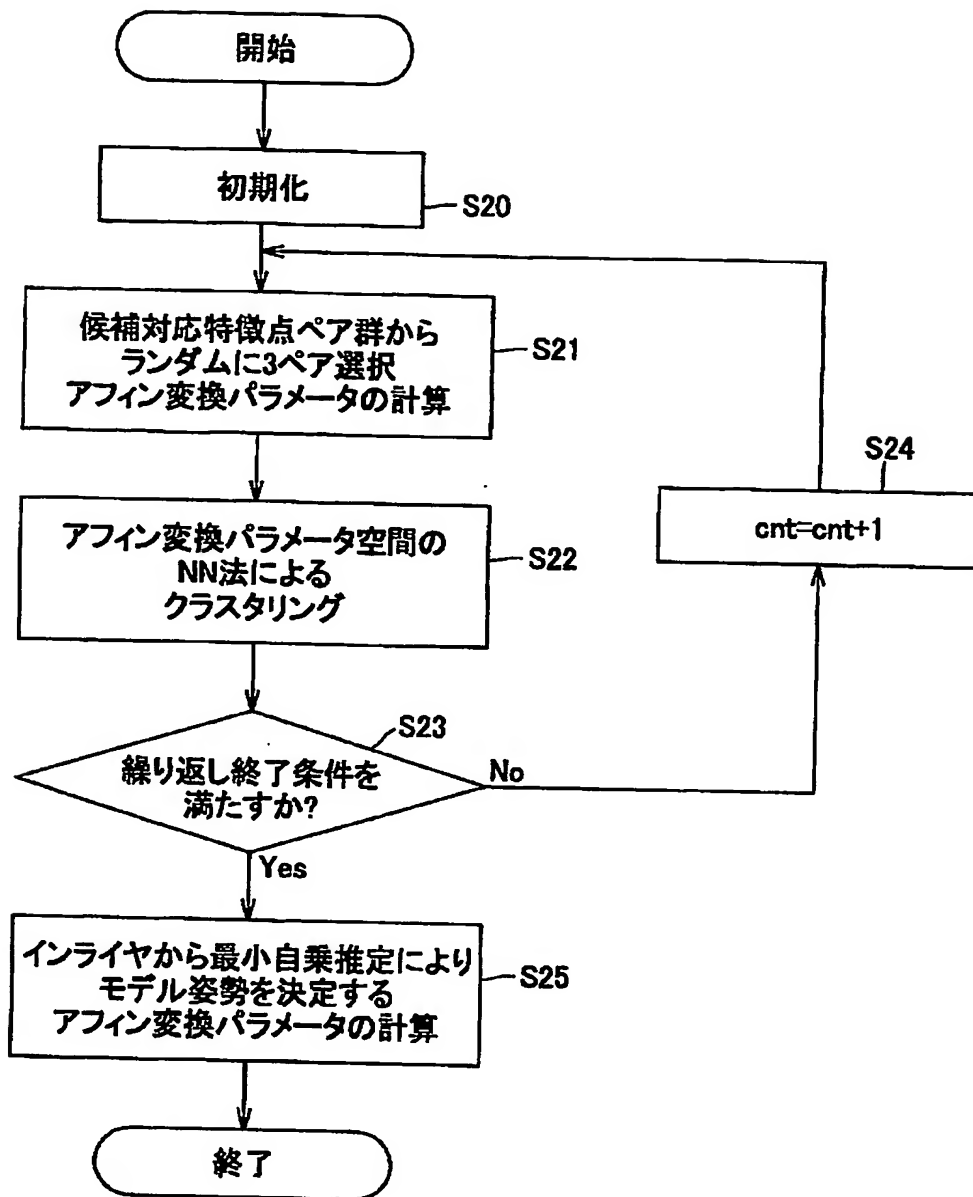 開始
初期化
S20
候補対応特徴点ペア群から
ランダムに3ペア選択
アフィン変換パラメータの計算
S21
アフィン変換パラメータ空間の
NN法による
クラスタリング
S22
S24
cnt=cnt+1
S23
繰り返し終了条件を
満たすか?
No
Yes
インライヤから最小自乗推定により
モデル姿勢を決定する
アフィン変換パラメータの計算
S25
終了